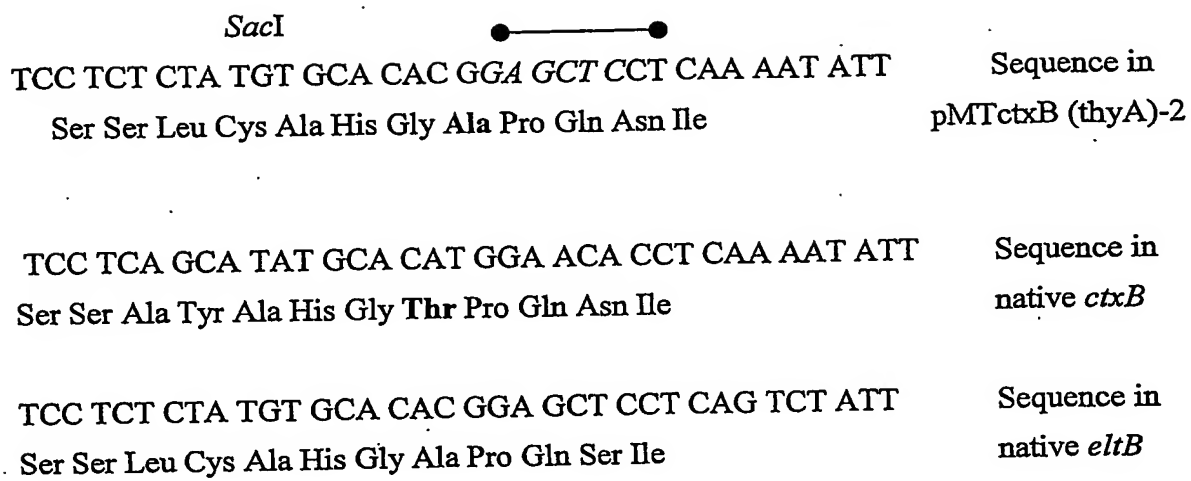 SacI
TCC TCT CTA TGT GCA CAC GGA GCT CCT CAA AAT ATT
Sequence in
Ser Ser Leu Cys Ala His Gly Ala Pro Gln Asn Ile
pMTctxB (thyA)-2
TCC TCA GCA TAT GCA CAT GGA ACA CCT CAA AAT ATT
Sequence in
Ser Ser Ala Tyr Ala His Gly Thr Pro Gln Asn Ile
native ctxB
TCC TCT CTA TGT GCA CAC GGA GCT CCT CAG TCT ATT
Sequence in
Ser Ser Leu Cys Ala His Gly Ala Pro Gln Ser Ile
native eltB